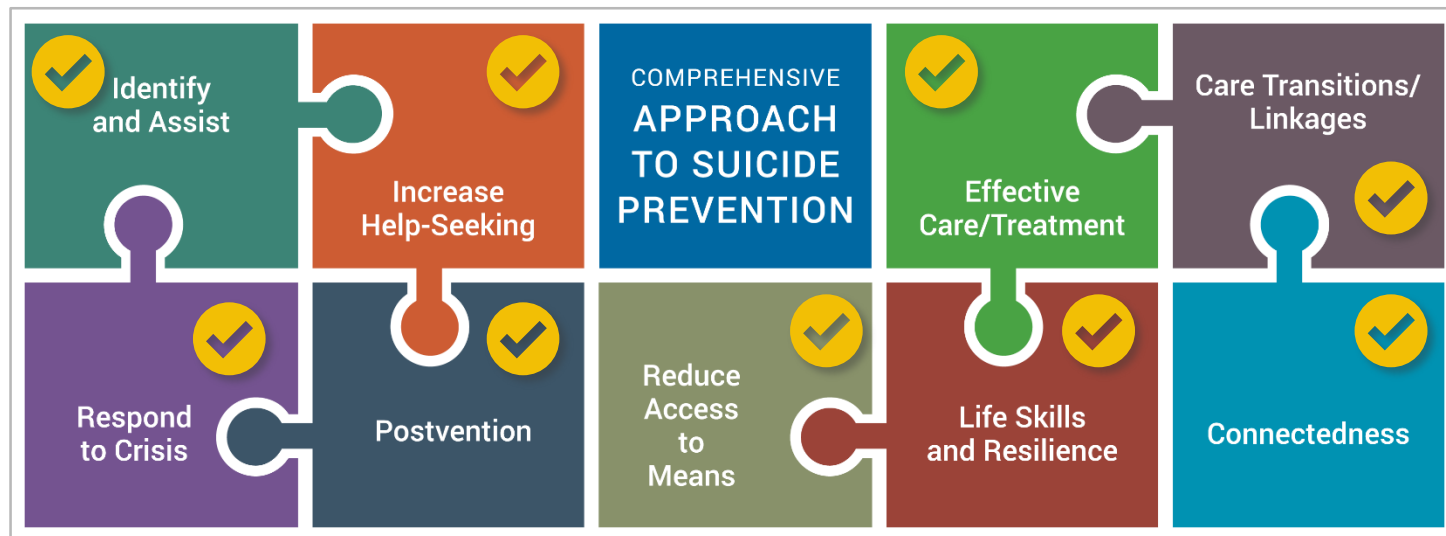 Identify
and Assist
Increase
Help-Seeking
COMPREHENSIVE
APPROACH
TO SUICIDE
PREVENTION
Effective
Care/Treatment
Care Transitions/
Linkages
Respond
to Crisis
Postvention
Reduce
Access
to
Means
Life Skills
and Resilience
Connectedness